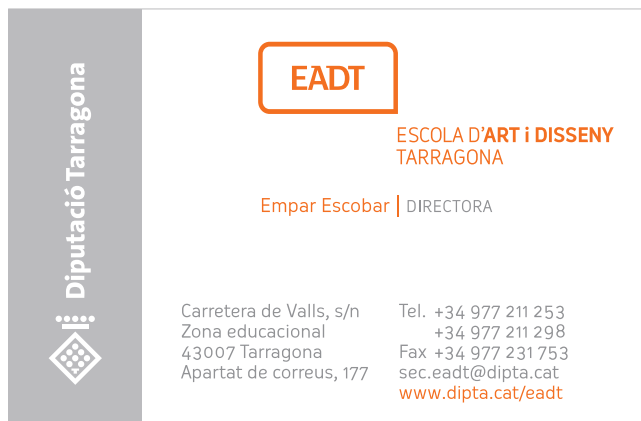 Diputació Tarragona
EADT
ESCOLA D'ART i DISSENY
TARRAGONA
Empar Escobar | DIRECTORA
Carretera de Valls, s/n
Zona educacional
43007 Tarragona
Apartat de correus, 177
Tel. +34 977 211 253
+34 977 211 298
Fax +34 977 231 753
sec.eadt@dipta.cat
www.dipta.cat/eadt